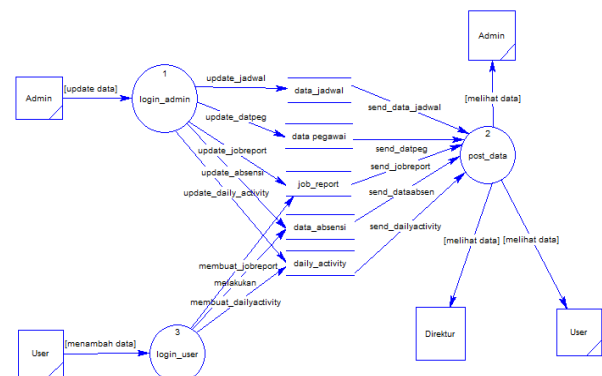 Admin
[update data]
1
login_admin
update_jadwal
update_datpeg
update_jobreport
update_absensi
update_daily_activity
data_jadwal
data pegawai
job_report
data_absensi
daily_activity
send_data_jadwal
send_datpeg
send_jobreport
send_dataabsen
send_dailyactivity
Admin
[melihat data]
2
post_data
[melihat data]
[melihat data]
Direktur
User
membuat_jobreport
melakukan
membuat_dailyactivity
User
[menambah data]
3
login_user